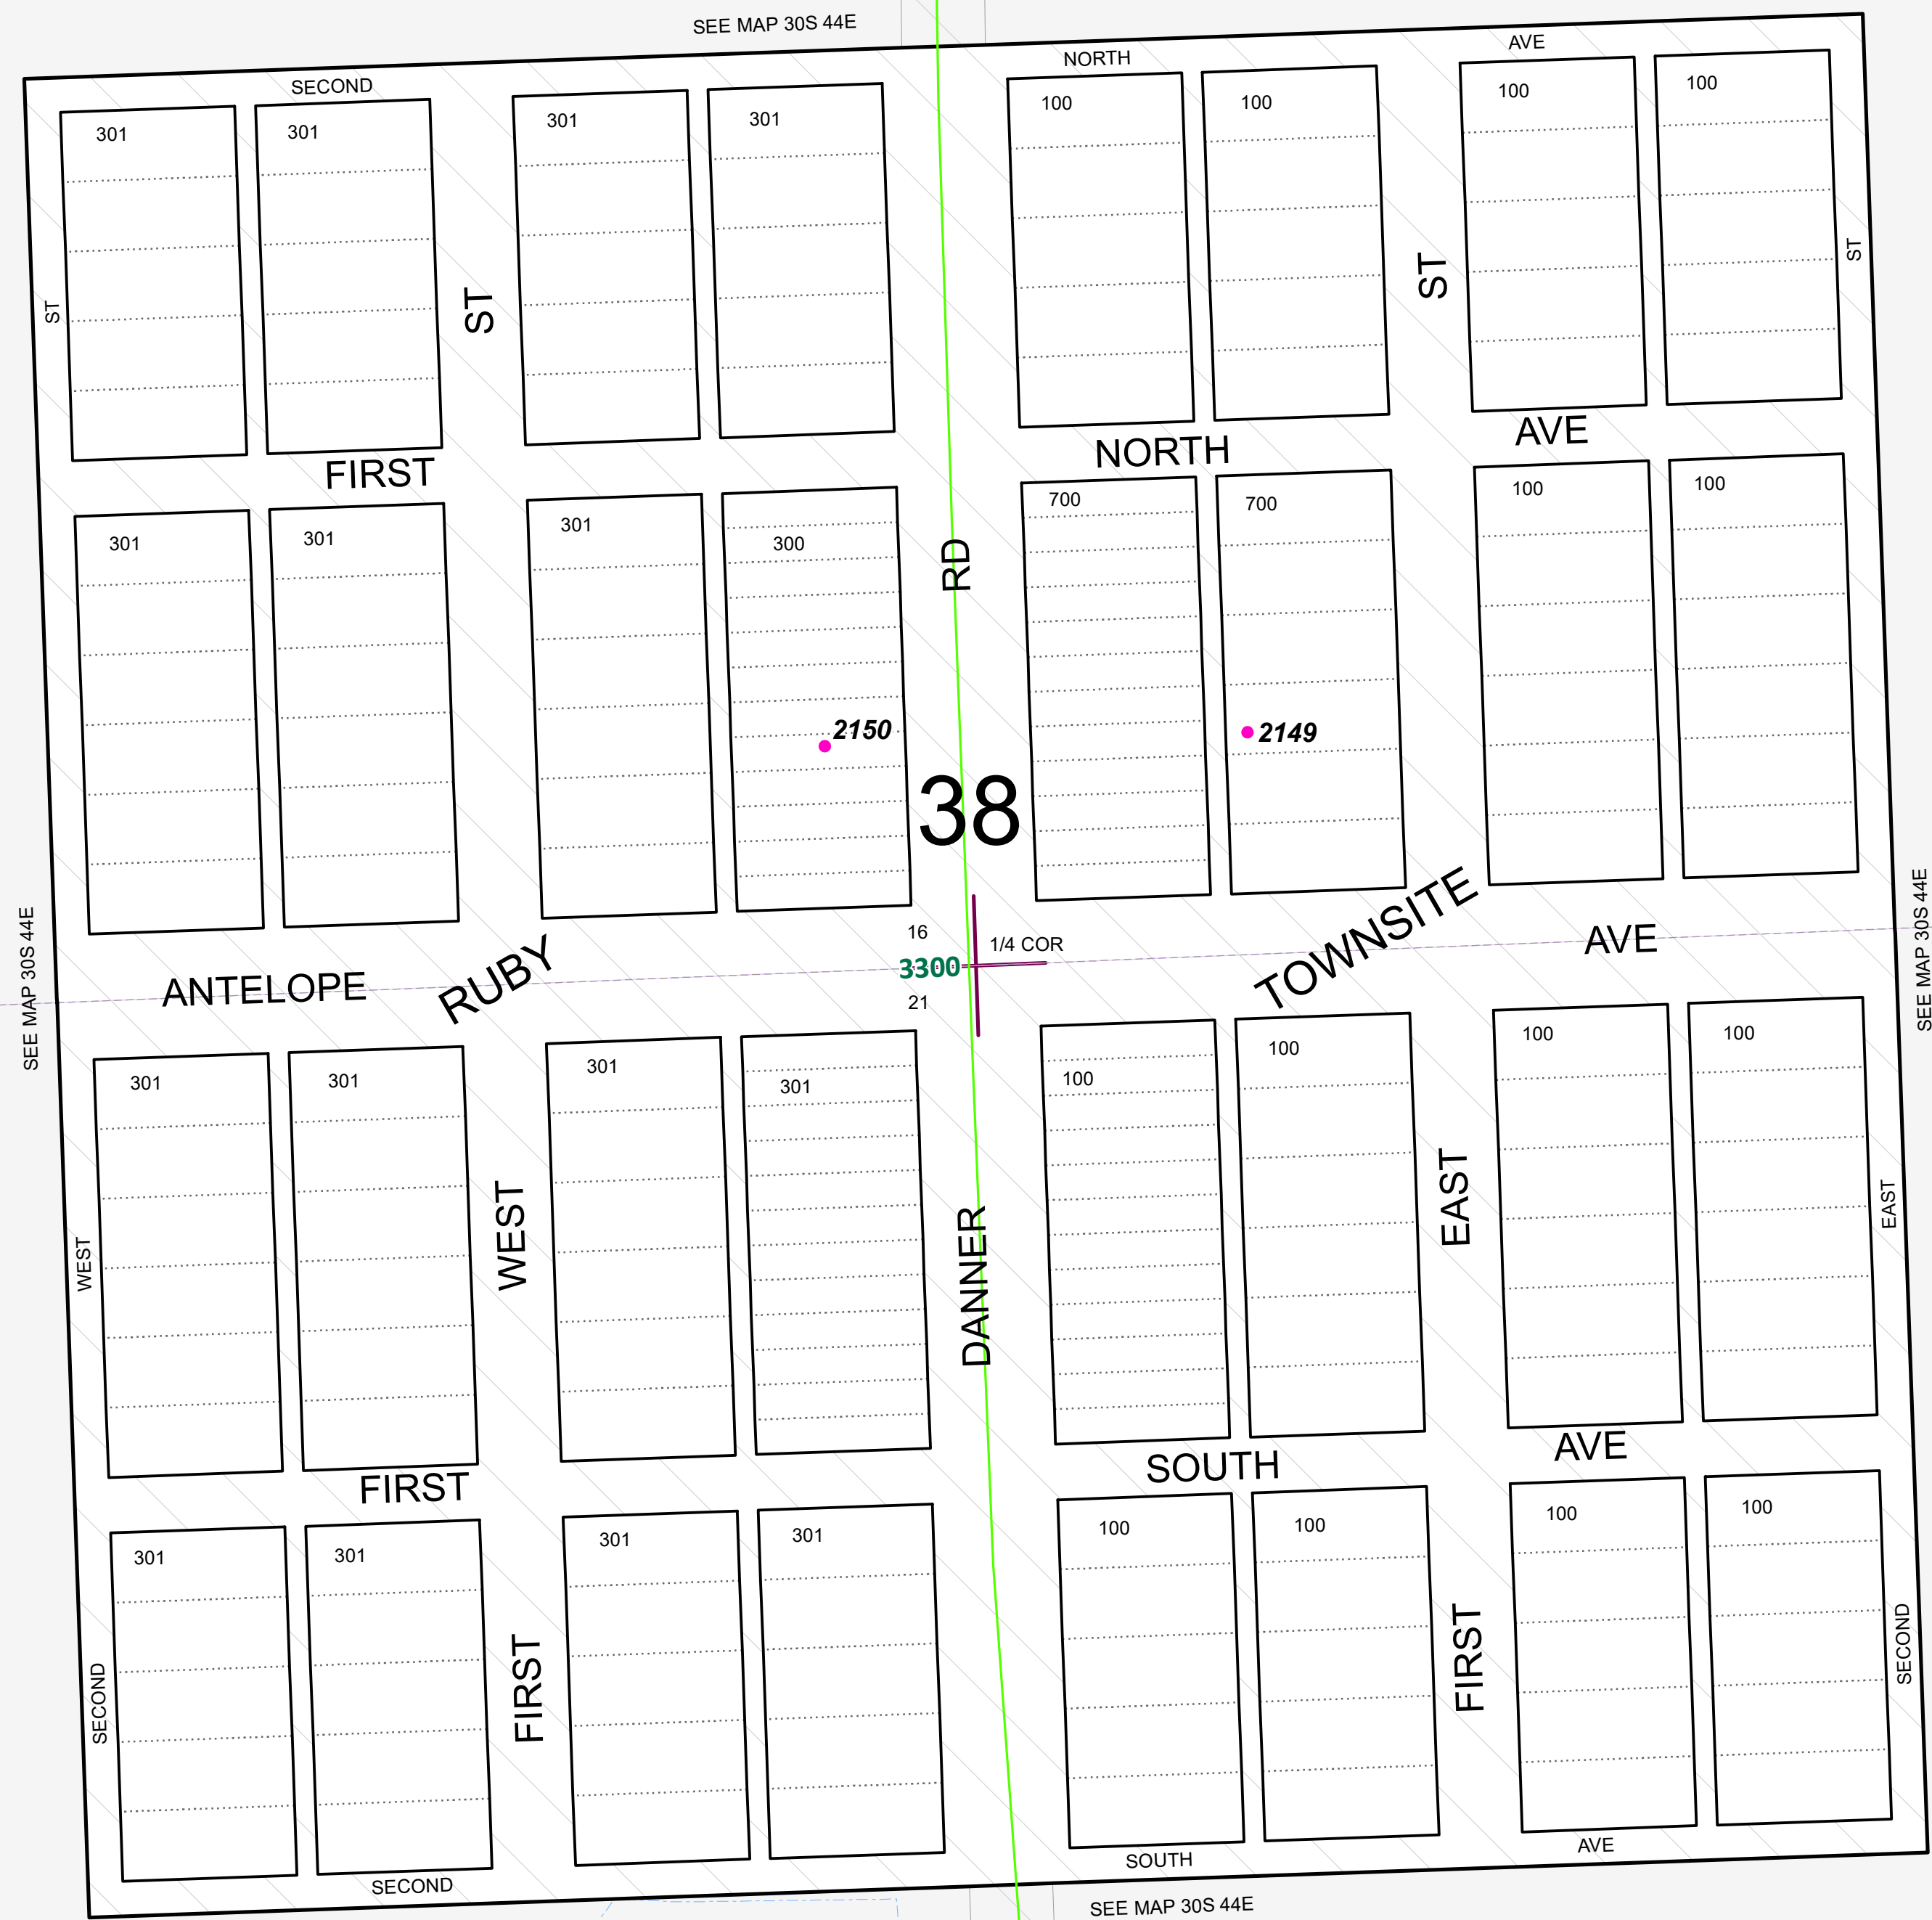 SEE MAP 30S 44E
SECOND NORTH AVE
301 301 301 301 100 100 100 100
ST ST ST ST
FIRST NORTH AVE
301 301 301 300 700 700 100 100
RD
2150 2149
38
SEE MAP 30S 44E
SEE MAP 30S 44E
16
1/4 COR
3300
21
ANTELOPE AVE
RUBY TOWNSITE
301 301 301 301 100 100 100 100
WEST WEST DANNER EAST EAST
FIRST SOUTH AVE
301 301 301 301 100 100 100 100
SECOND FIRST FIRST SECOND
SECOND SOUTH AVE
SEE MAP 30S 44E